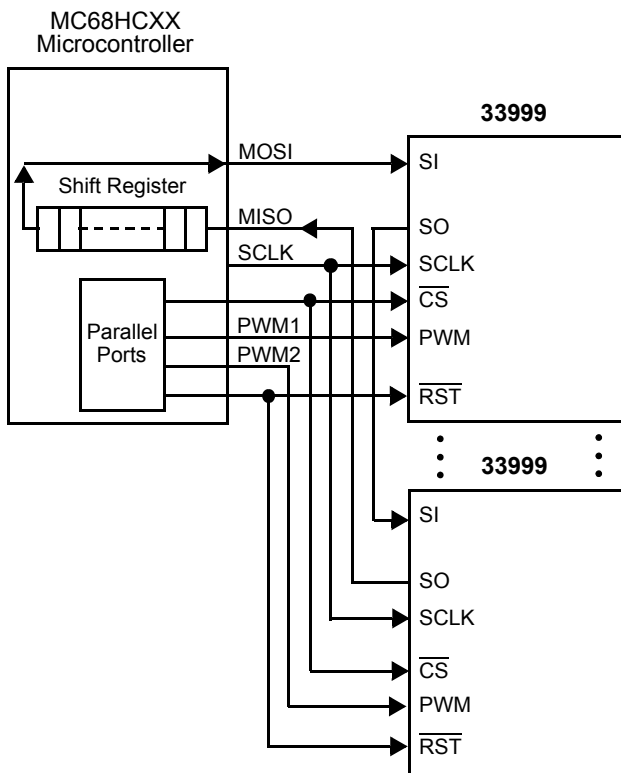 MC68HCXX
Microcontroller
33999
MOSI
SI
Shift Register
MISO
SO
SCLK
SCLK
CS
Parallel
Ports
PWM1
PWM
PWM2
RST
33999
SI
SO
SCLK
CS
PWM
RST